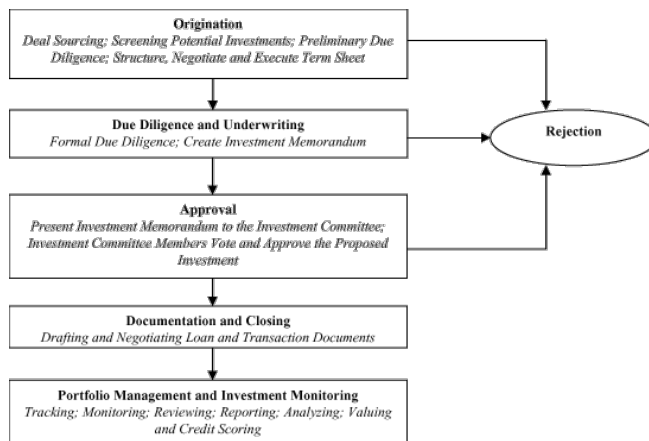 Origination
Deal Sourcing; Screening Potential Investments; Preliminary Due
Diligence; Structure, Negotiate and Execute Term Sheet
Due Diligence and Underwriting
Formal Due Diligence; Create Investment Memorandum
Rejection
Approval
Present Investment Memorandum to the Investment Committee;
Investment Committee Members Vote and Approve the Proposed
Investment
Documentation and Closing
Drafting and Negotiating Loan and Transaction Documents
Portfolio Management and Investment Monitoring
Tracking; Monitoring; Reviewing; Reporting; Analyzing; Valuing
and Credit Scoring